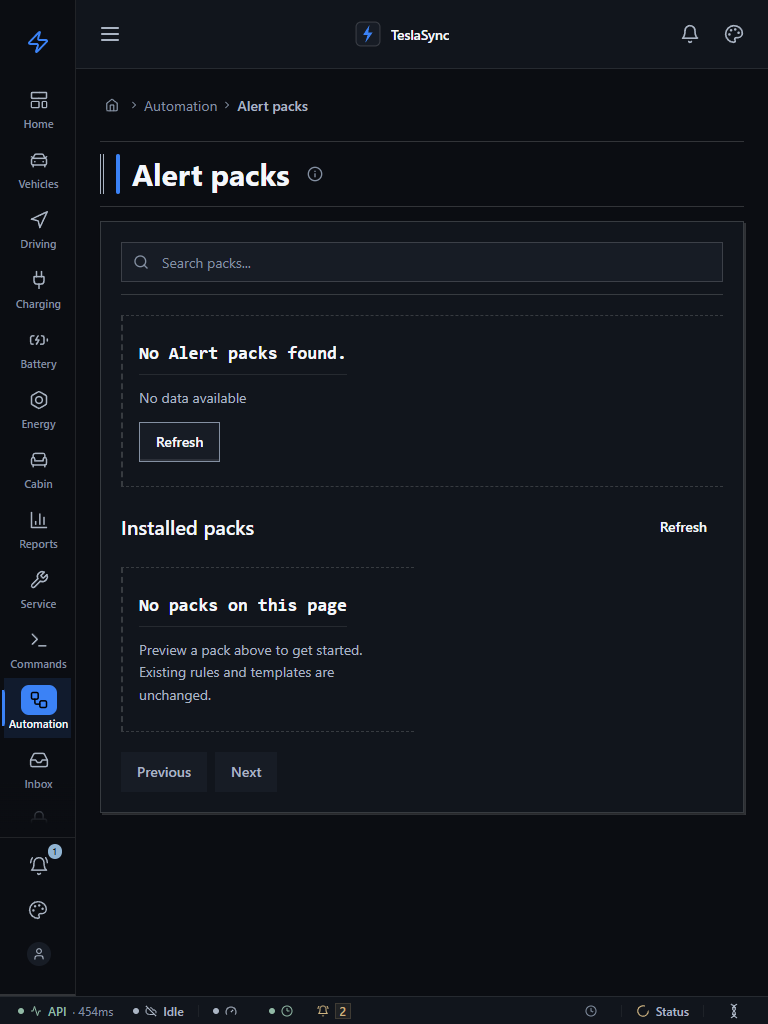 TeslaSync
Home
Vehicles
Driving
Charging
Battery
Energy
Cabin
Reports
Service
Commands
Automation
Inbox
1
Automation
Alert packs
Alert packs
Search packs...
No Alert packs found.
No data available
Refresh
Installed packs
Refresh
No packs on this page
Preview a pack above to get started.
Existing rules and templates are
unchanged.
Previous
Next
API · 454ms
Idle
2
Status